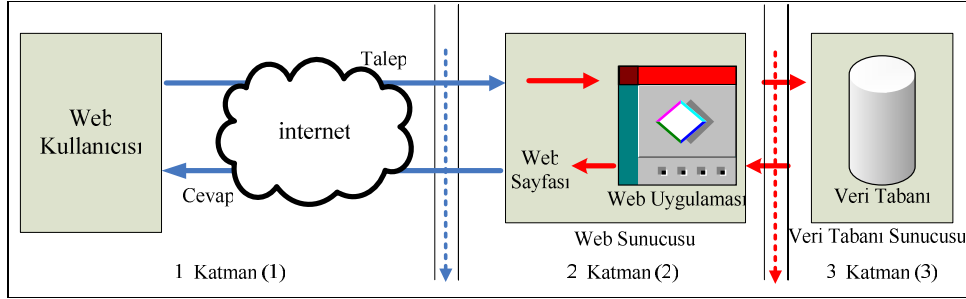 Web
Kullanıcısı
Talep
internet
Cevap
Web
Sayfası
Web Uygulaması
Web Sunucusu
Veri Tabanı
Veri Tabanı Sunucusu
1 Katman (1)
2 Katman (2)
3 Katman (3)